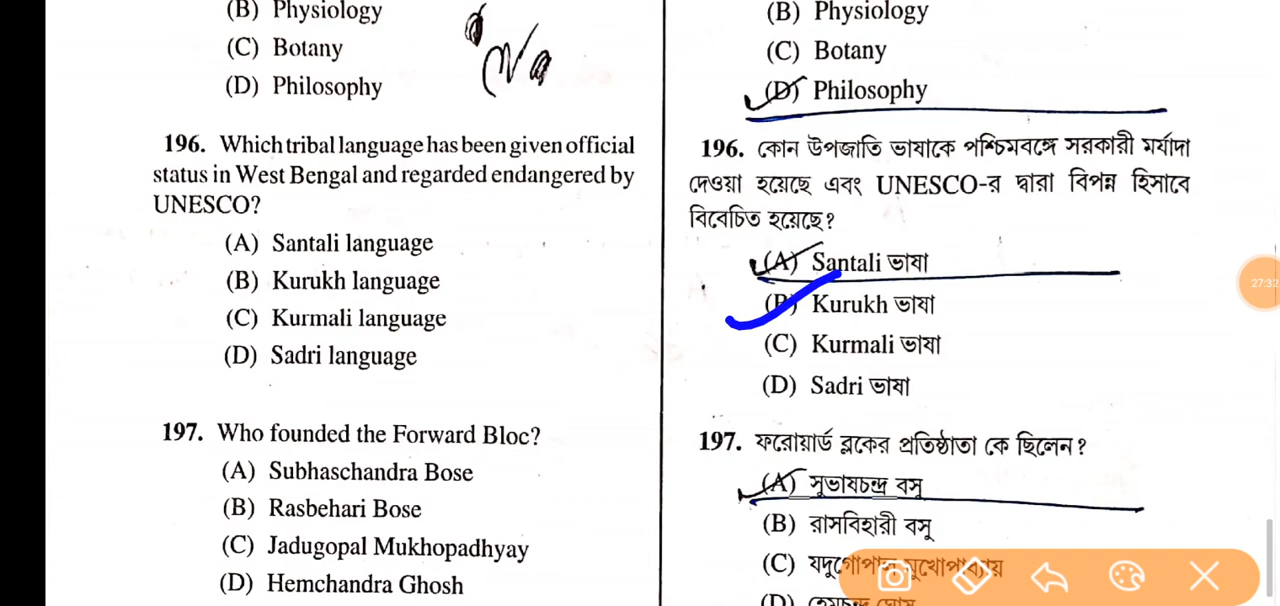 (B) Physiology
(C) Botany
(D) Philosophy
196. Which tribal language has been given official
status in West Bengal and regarded endangered by
UNESCO?
(A) Santali language
(B) Kurukh language
(C) Kurmali language
(D) Sadri language
197. Who founded the Forward Bloc?
(A) Subhaschandra Bose
(B) Rasbehari Bose
(C) Jadugopal Mukhopadhyay
(D) Hemchandra Ghosh
(B) Physiology
(C) Botany
(D) Philosophy
196. কোন উপজাতি ভাষাকে পশ্চিমবঙ্গে সরকারী মর্যাদা
দেওয়া হয়েছে এবং UNESCO-র দ্বারা বিপন্ন হিসাবে
বিবেচিত হয়েছে?
(A) Santali ভাষা
(B) Kurukh ভাষা
(C) Kurmali ভাষা
(D) Sadri ভাষা
197. ফরোয়ার্ড ব্লকের প্রতিষ্ঠাতা কে ছিলেন?
(A) সুভাষচন্দ্র বসু
(B) রাসবিহারী বসু
(C) যদুগোপাল মুখোপাধ্যায়
(D) হেমচন্দ্র ঘোষ
27:32